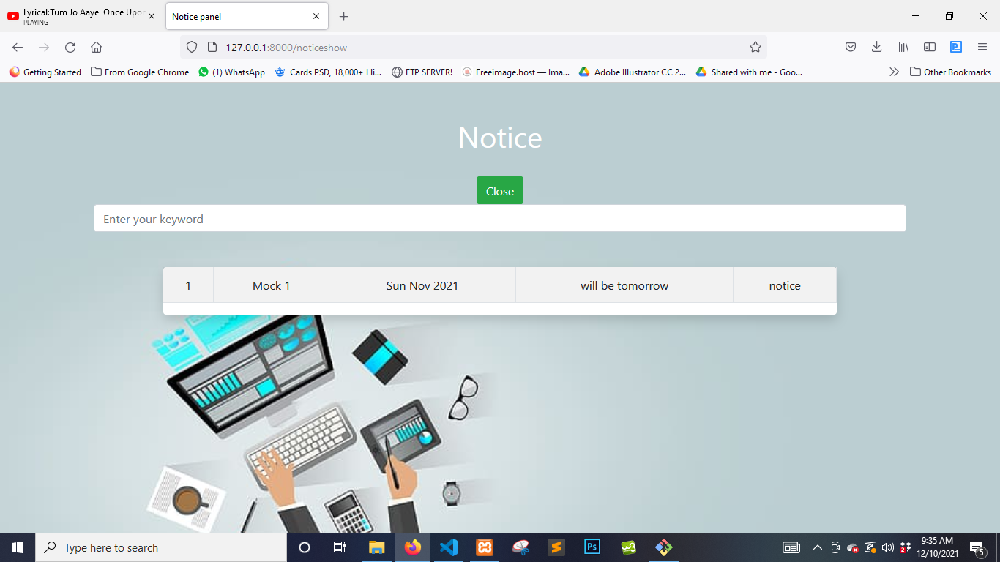 Lyrical:Tum Jo Aaye |Once Upon
PLAYING
Notice panel
127.0.0.1:8000/noticeshow
Getting Started
From Google Chrome
(1) WhatsApp
Cards PSD, 18,000+ Hi...
FTP SERVER!
Freeimage.host — Ima...
Adobe Illustrator CC 2...
Shared with me - Goo...
Other Bookmarks
Notice
Close
Enter your keyword
1 Mock 1 Sun Nov 2021 will be tomorrow notice
Type here to search
Ps
9:35 AM
12/10/2021
5